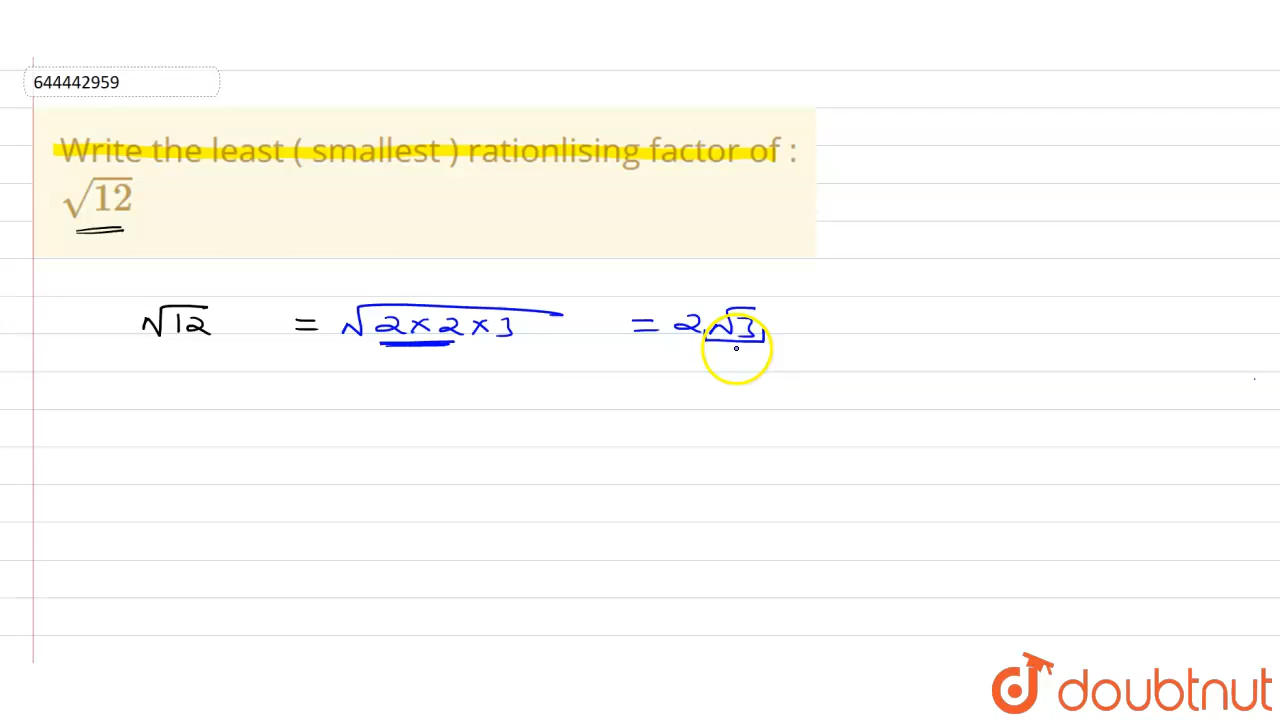 644442959
Write the least ( smallest ) rationlising factor of :
√12
√12 = √2×2×3 = 2√3
doubtnut